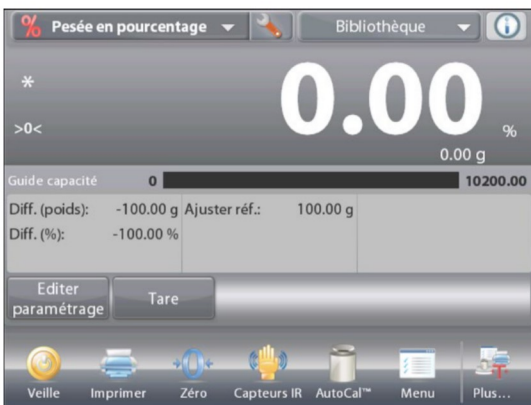 % Pesée en pourcentage Bibliothèque i
*
0.00 %
>0<
0.00 g
Guide capacité 0 10200.00
Diff. (poids): -100.00 g Ajuster réf.: 100.00 g
Diff. (%): -100.00 %
Editer
paramétrage
Tare
Veille Imprimer Zéro Capteurs IR AutoCal™ Menu Plus...